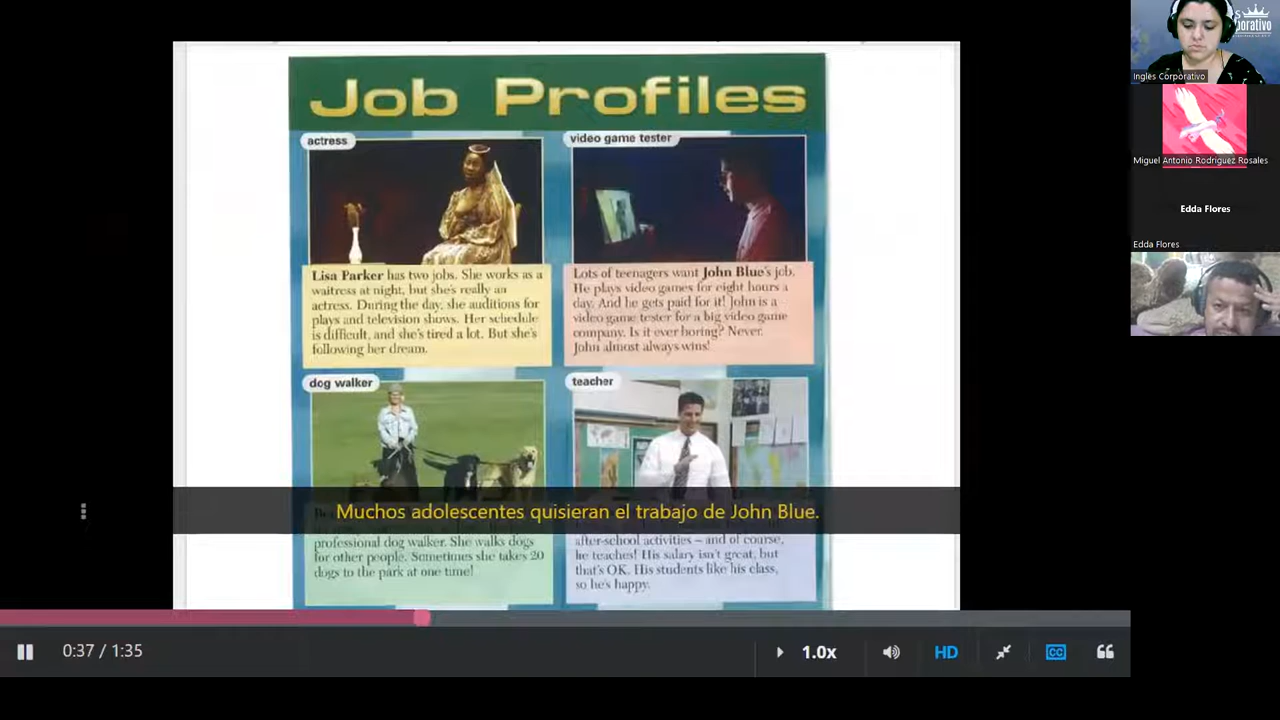 Job Profiles
actress
Lisa Parker has two jobs. She works as a
waitress at night, but she's really an
actress. During the day, she auditions for
plays and television shows. Her schedule
is difficult, and she's tired a lot. But she's
following her dream.
video game tester
Lots of teenagers want John Blue's job.
He plays video games for eight hours a
day. And he gets paid for it! John is a
video game tester for a big video game
company. Is it ever boring? Never.
John almost always wins!
dog walker
professional dog walker. She walks dogs
for other people. Sometimes she takes 20
dogs to the park at one time!
teacher
after-school activities – and of course,
he teaches! His salary isn't great, but
that's OK. His students like his class,
so he's happy.
Muchos adolescentes quisieran el trabajo de John Blue.
0:37 / 1:35
1.0x
HD
CC
porativo
Inglés Corporativo
Miguel Antonio Rodriguez Rosales
Edda Flores
Edda Flores